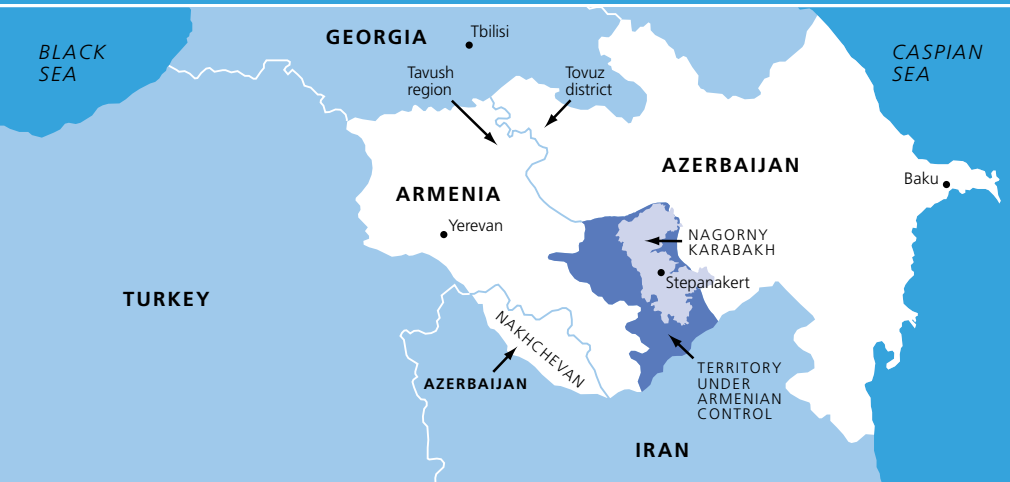 BLACK
SEA
GEORGIA
Tbilisi
CASPIAN
SEA
Tavush
region
Tovuz
district
AZERBAIJAN
Baku
ARMENIA
Yerevan
NAGORNY
KARABAKH
Stepanakert
TURKEY
NAKHCHEVAN
AZERBAIJAN
TERRITORY
UNDER
ARMENIAN
CONTROL
IRAN